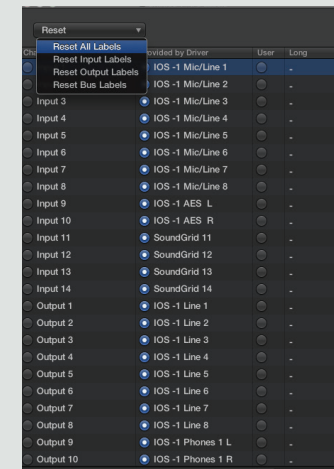 Reset
Reset All Labels
Reset Input Labels
Reset Output Labels
Reset Bus Labels
Cha
ovided by Driver User Long
IOS -1 Mic/Line 1 -
IOS -1 Mic/Line 2 -
Input 3 IOS -1 Mic/Line 3 -
Input 4 IOS -1 Mic/Line 4 -
Input 5 IOS -1 Mic/Line 5 -
Input 6 IOS -1 Mic/Line 6 -
Input 7 IOS -1 Mic/Line 7 -
Input 8 IOS -1 Mic/Line 8 -
Input 9 IOS -1 AES L -
Input 10 IOS -1 AES R -
Input 11 SoundGrid 11 -
Input 12 SoundGrid 12 -
Input 13 SoundGrid 13 -
Input 14 SoundGrid 14 -
Output 1 IOS -1 Line 1 -
Output 2 IOS -1 Line 2 -
Output 3 IOS -1 Line 3 -
Output 4 IOS -1 Line 4 -
Output 5 IOS -1 Line 5 -
Output 6 IOS -1 Line 6 -
Output 7 IOS -1 Line 7 -
Output 8 IOS -1 Line 8 -
Output 9 IOS -1 Phones 1 L -
Output 10 IOS -1 Phones 1 R -